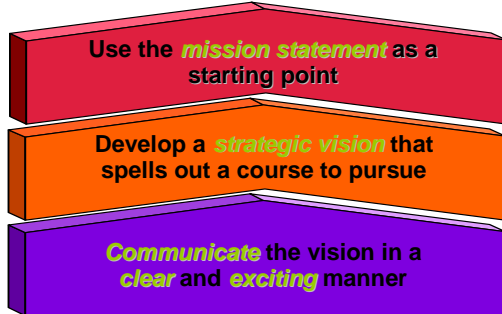 Use the mission statement as a
starting point
Develop a strategic vision that
spells out a course to pursue
Communicate the vision in a
clear and exciting manner